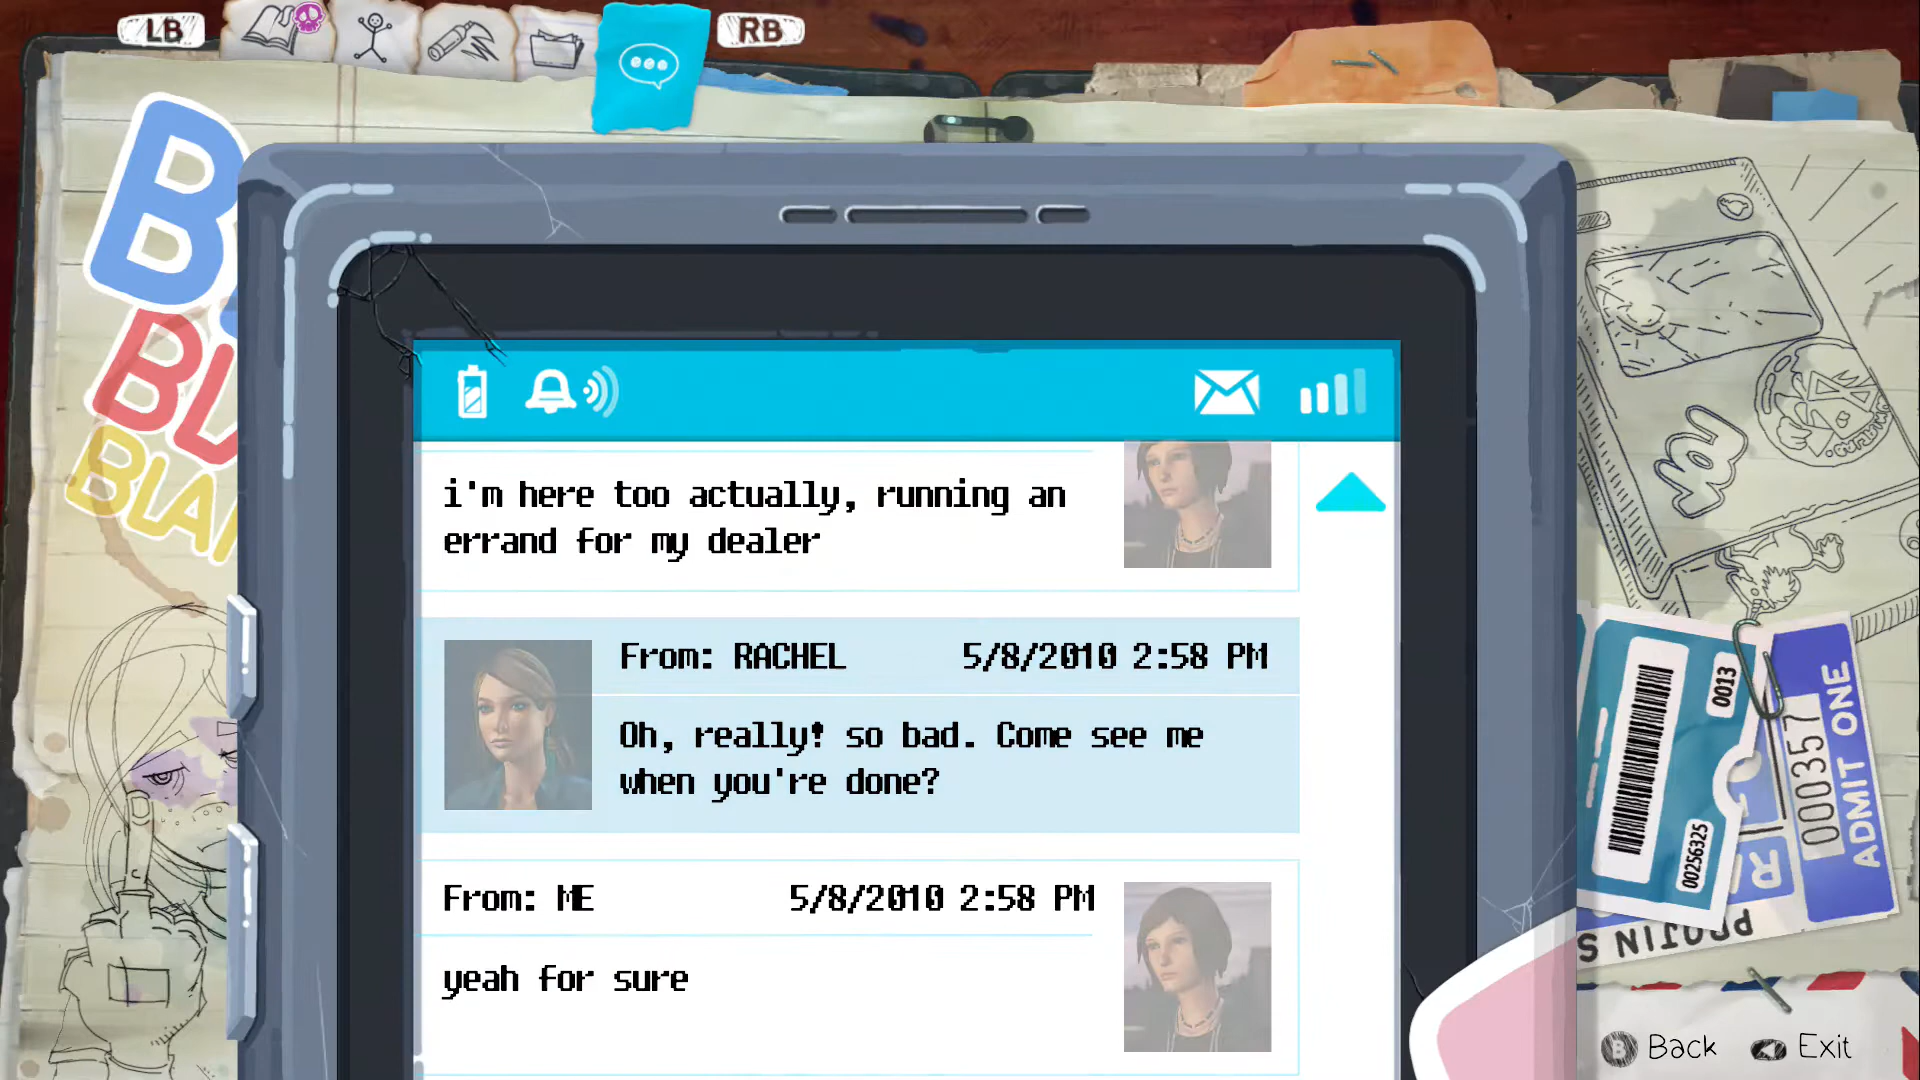 LB
RB
i'm here too actually, running an
errand for my dealer
From: RACHEL 5/8/2010 2:58 PM
Oh, really! so bad. Come see me
when you're done?
From: ME 5/8/2010 2:58 PM
yeah for sure
0013
00256325
000357
ADMIT ONE
Back
Exit